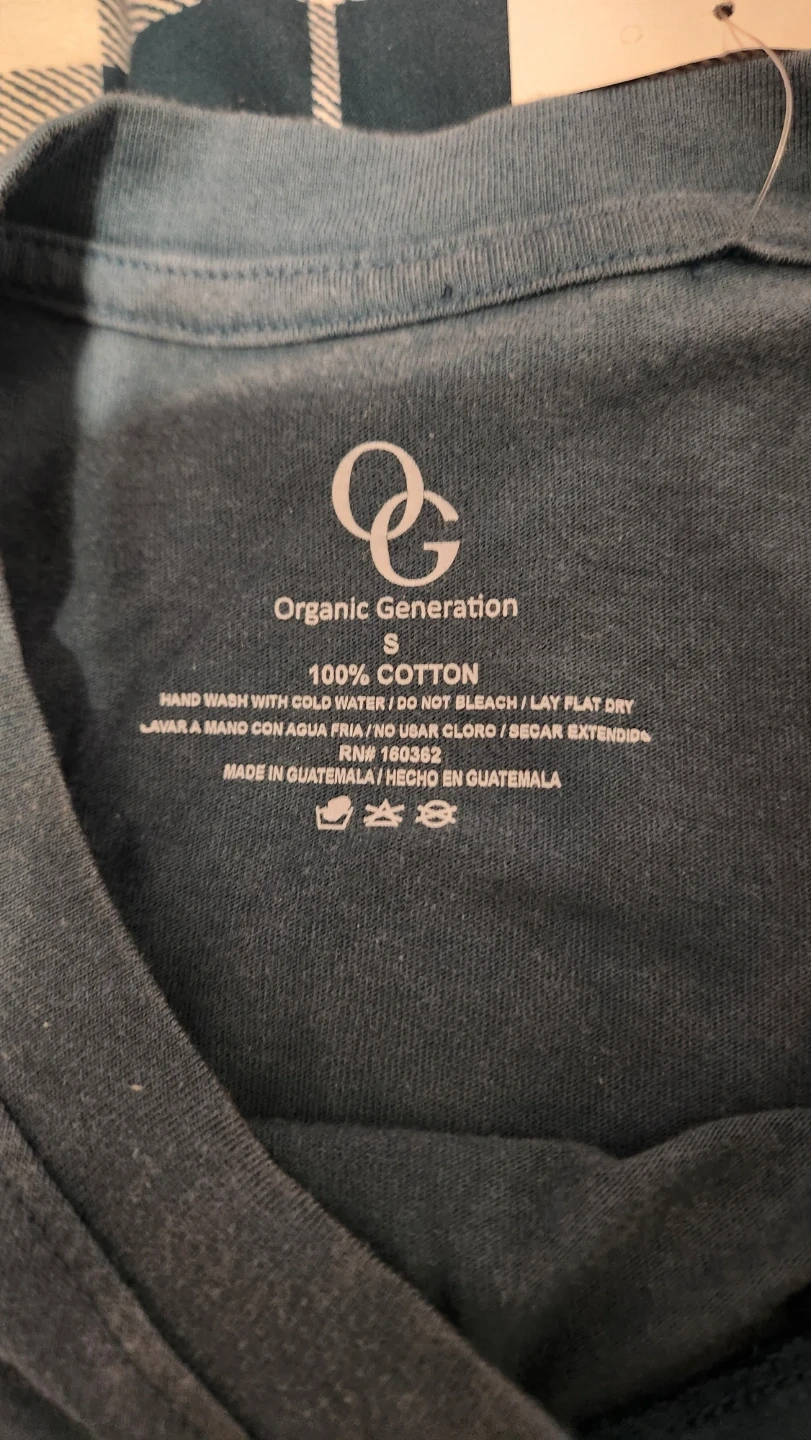 OG
Organic Generation
S
100% COTTON
HAND WASH WITH COLD WATER / DO NOT BLEACH / LAY FLAT DRY
LAVAR A MANO CON AGUA FRIA / NO USAR CLORO / SECAR EXTENDIDO
RN# 160362
MADE IN GUATEMALA / HECHO EN GUATEMALA